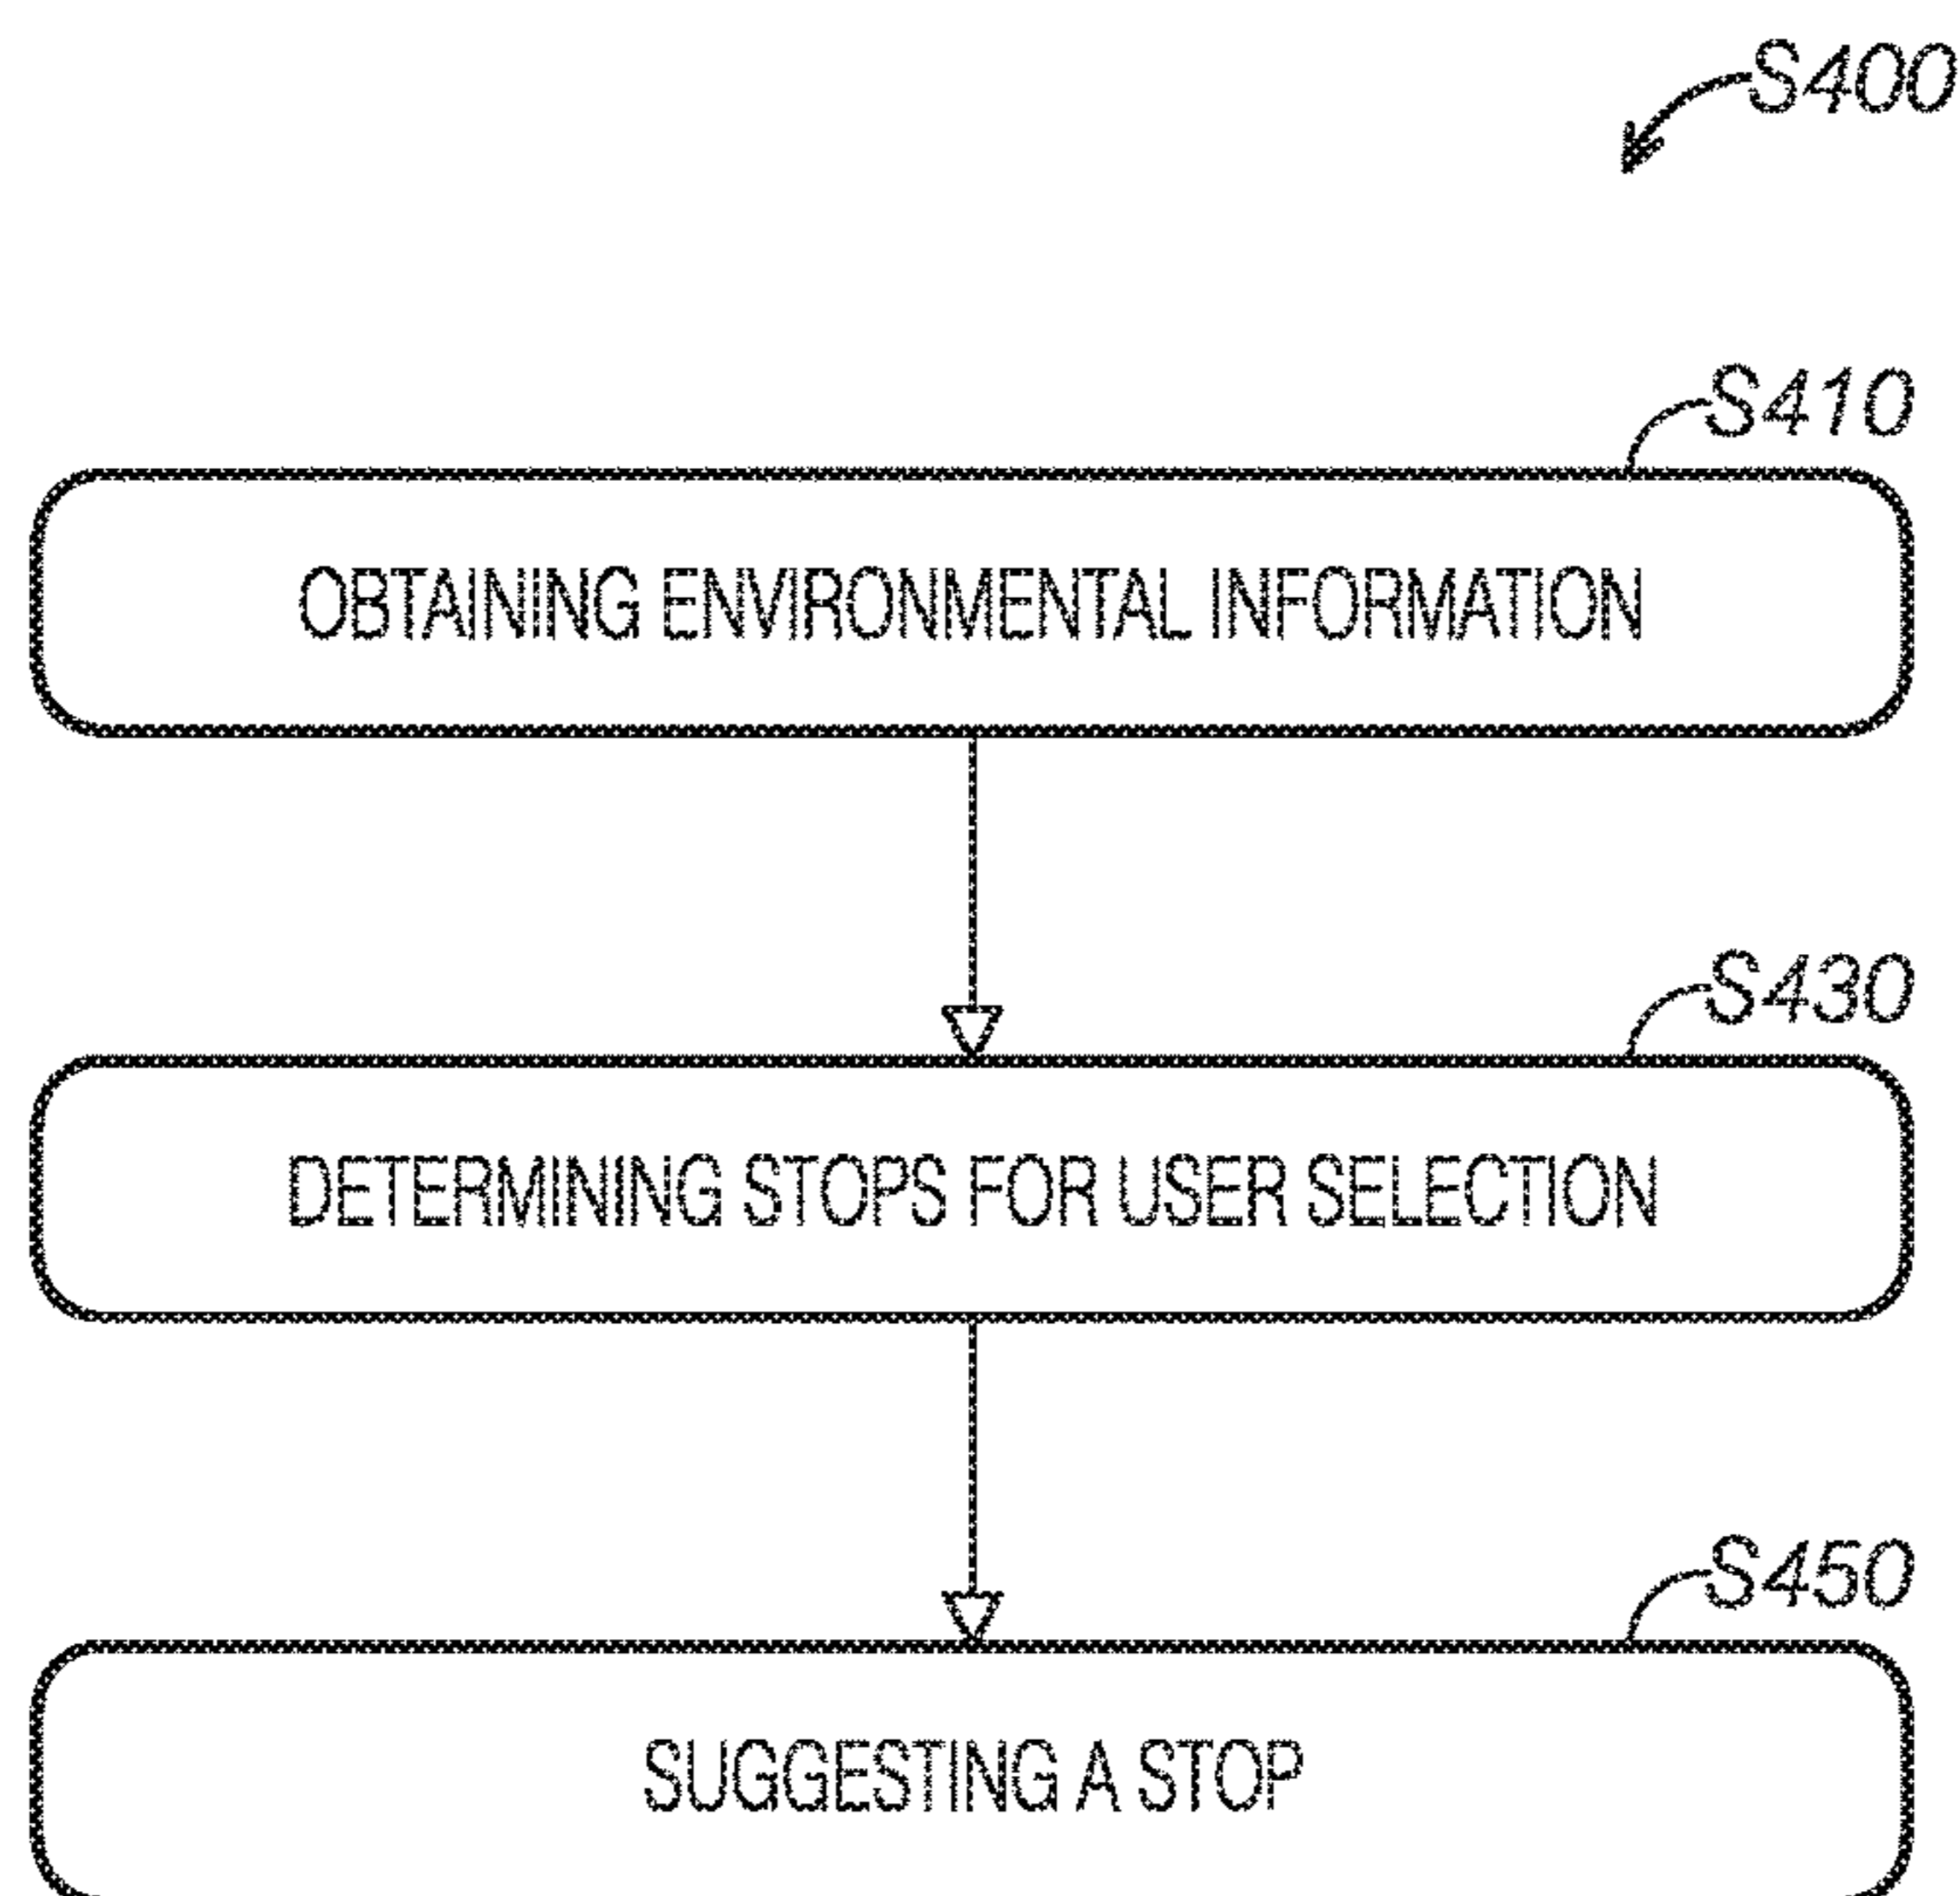 S400
S410
OBTAINING ENVIRONMENTAL INFORMATION
S430
DETERMINING STOPS FOR USER SELECTION
S450
SUGGESTING A STOP